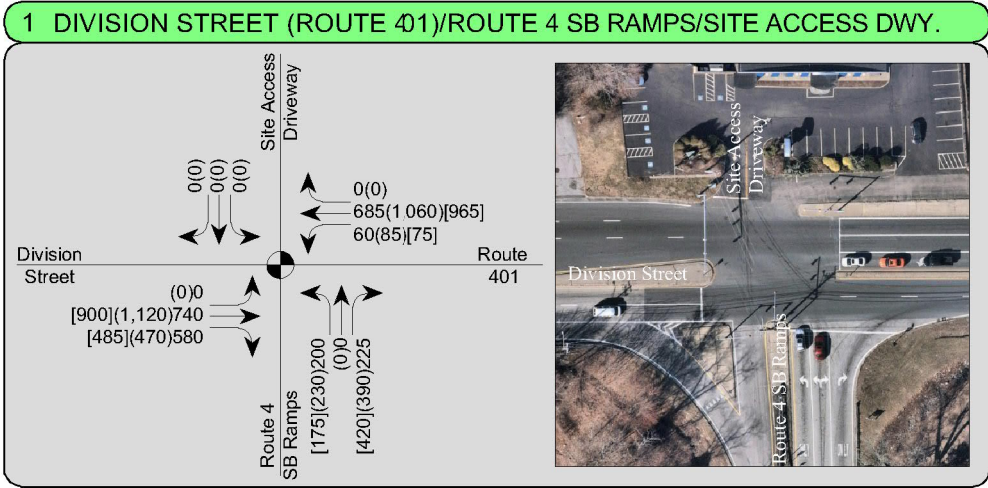 1 DIVISION STREET (ROUTE 401)/ROUTE 4 SB RAMPS/SITE ACCESS DWY.
Site Access
Driveway
0(0)
0(0)
0(0)
0(0)
685(1,060)[965]
60(85)[75]
Division
Street
Route
401
(0)0
[900](1,120)740
[485](470)580
Route 4
SB Ramps
[175](230)200
(0)0
[420](390)225
Site Access
Driveway
Division Street
Route 4 SB Ramps